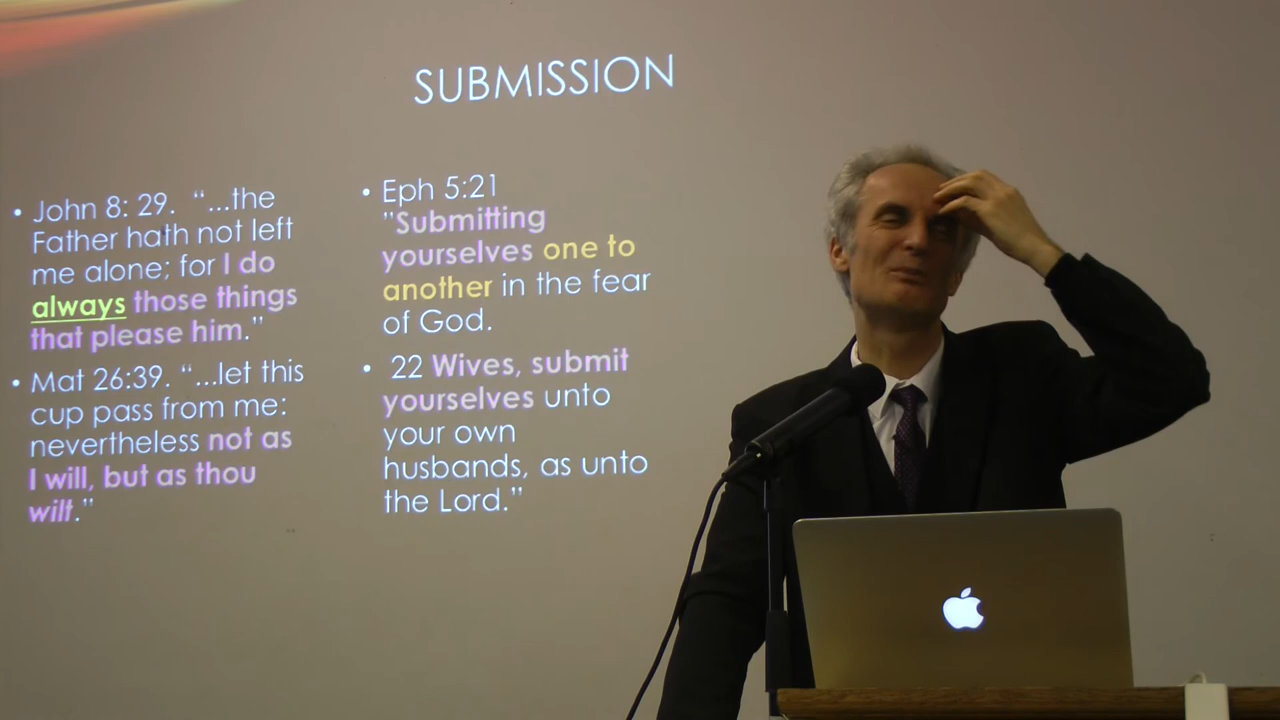 SUBMISSION
• John 8: 29. “...the
Father hath not left
me alone; for I do
always those things
that please him.”
• Mat 26:39. “...let this
cup pass from me:
nevertheless not as
I will, but as thou
wilt.”
• Eph 5:21
"Submitting
yourselves one to
another in the fear
of God.
• 22 Wives, submit
yourselves unto
your own
husbands, as unto
the Lord.”